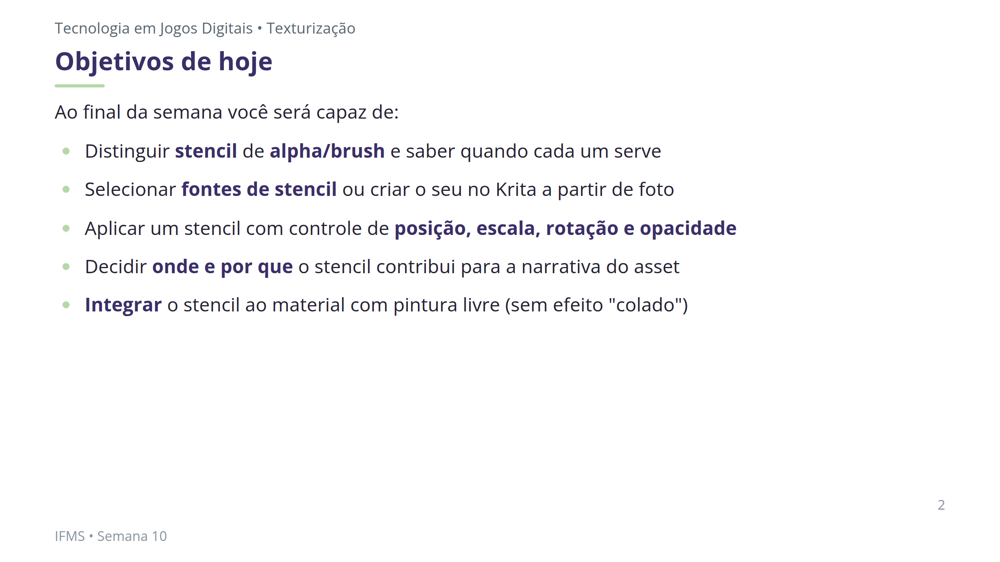 Tecnologia em Jogos Digitais • Texturização
Objetivos de hoje
Ao final da semana você será capaz de:
• Distinguir stencil de alpha/brush e saber quando cada um serve
• Selecionar fontes de stencil ou criar o seu no Krita a partir de foto
• Aplicar um stencil com controle de posição, escala, rotação e opacidade
• Decidir onde e por que o stencil contribui para a narrativa do asset
• Integrar o stencil ao material com pintura livre (sem efeito "colado")
2
IFMS • Semana 10